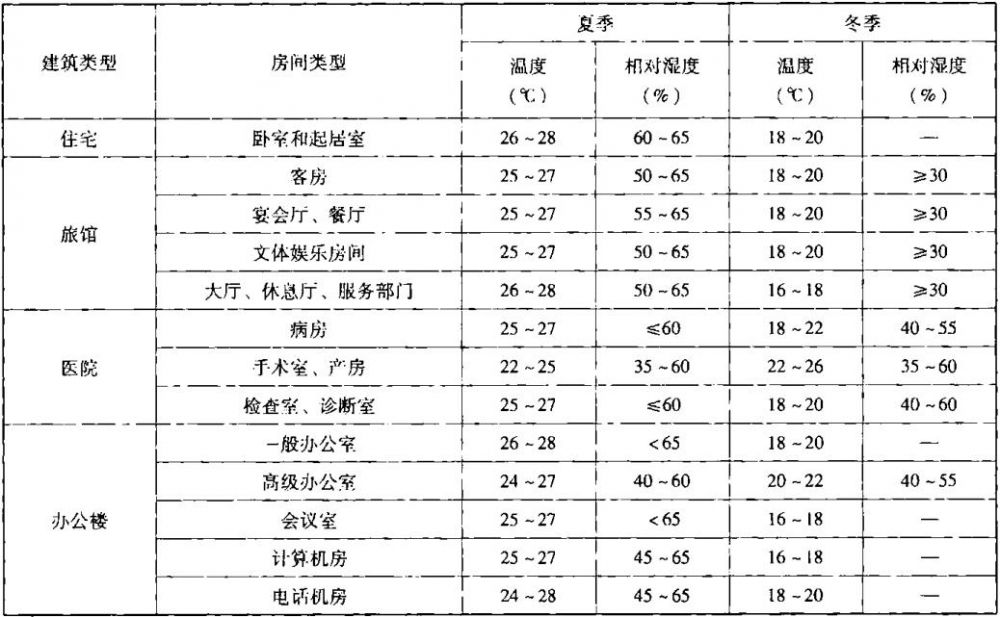 建筑类型 房间类型 夏季 冬季
温度(℃) 相对湿度(%) 温度(℃) 相对湿度(%)
住宅 卧室和起居室 26~28 60~65 18~20 —
旅馆 客房 25~27 50~65 18~20 ≥30
宴会厅、餐厅 25~27 55~65 18~20 ≥30
文体娱乐房间 25~27 50~65 18~20 ≥30
大厅、休息厅、服务部门 26~28 50~65 16~18 ≥30
医院 病房 25~27 ≤60 18~22 40~55
手术室、产房 22~25 35~60 22~26 35~60
检查室、诊断室 25~27 ≤60 18~20 40~60
办公楼 一般办公室 26~28 <65 18~20 —
高级办公室 24~27 40~60 20~22 40~55
会议室 25~27 <65 16~18 —
计算机房 25~27 45~65 16~18 —
电话机房 24~28 45~65 18~20 —